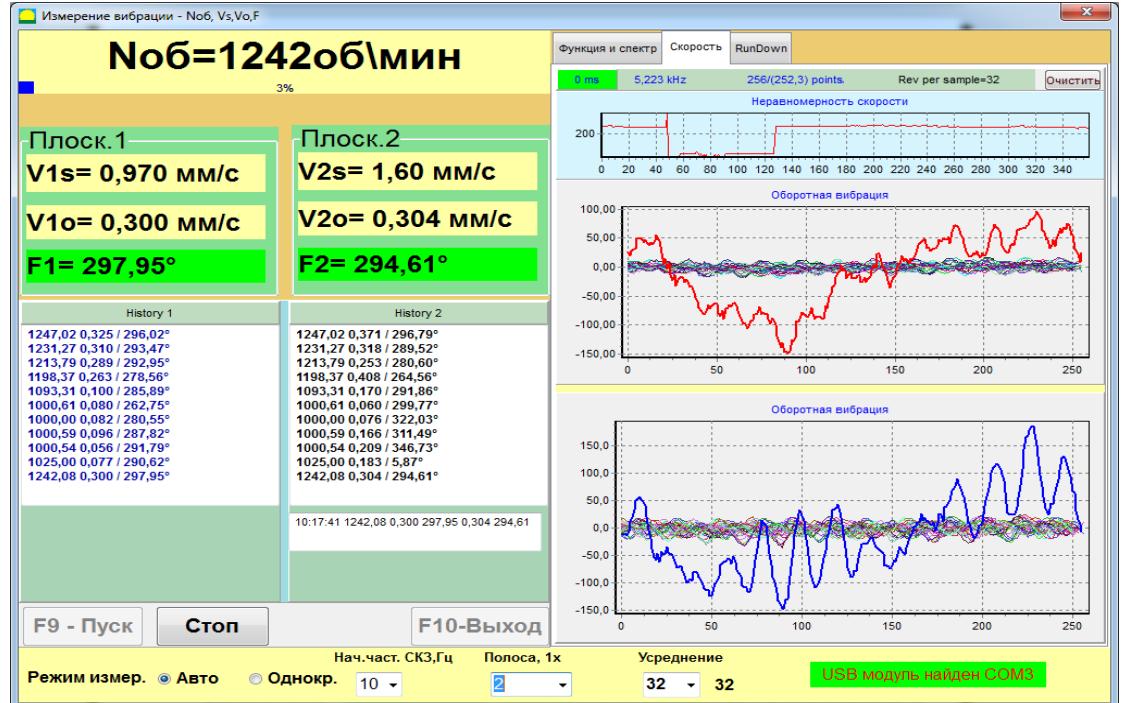 Измерение вибрации - Nоб, Vs,Vo,F
Nоб=1242об\мин
3%
Плоск.1
V1s= 0,970 мм/с
V1o= 0,300 мм/с
F1= 297,95°
Плоск.2
V2s= 1,60 мм/с
V2o= 0,304 мм/с
F2= 294,61°
History 1
1247,02 0,325 / 296,02°
1231,27 0,310 / 293,47°
1213,79 0,289 / 292,95°
1198,37 0,263 / 278,56°
1093,31 0,100 / 285,89°
1000,61 0,080 / 262,75°
1000,00 0,082 / 280,55°
1000,59 0,096 / 287,82°
1000,54 0,056 / 291,79°
1025,00 0,077 / 290,62°
1242,08 0,300 / 297,95°
History 2
1247,02 0,371 / 296,79°
1231,27 0,318 / 289,52°
1213,79 0,253 / 280,60°
1198,37 0,408 / 264,56°
1093,31 0,170 / 291,86°
1000,61 0,060 / 299,77°
1000,00 0,076 / 322,03°
1000,59 0,166 / 311,49°
1000,54 0,209 / 346,73°
1025,00 0,183 / 5,87°
1242,08 0,304 / 294,61°
10:17:41 1242,08 0,300 297,95 0,304 294,61
F9 - Пуск Стоп F10-Выход
Функция и спектр Скорость RunDown
0 ms 5,223 kHz 256/(252,3) points. Rev per sample=32 Очистить
Неравномерность скорости
200
0 20 40 60 80 100 120 140 160 180 200 220 240 260 280 300 320 340
Оборотная вибрация
100,00
50,00
0,00
-50,00
-100,00
-150,00
0 50 100 150 200 250
Оборотная вибрация
150,0
100,0
50,0
0,0
-50,0
-100,0
-150,0
0 50 100 150 200 250
Нач.част. СКЗ,Гц Полоса, 1х Усреднение
Режим измер. Авто Однокр. 10 2 32 32
USB модуль найден COM3